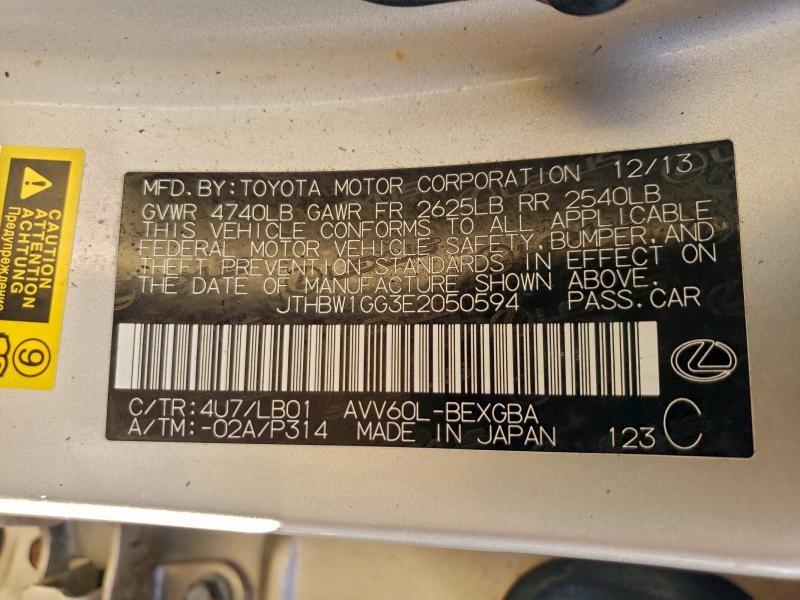 CAUTION
ATTENTION
ACHTUNG
Предупреждение
9
MFD. BY: TOYOTA MOTOR CORPORATION 12/13
GVWR 4740LB GAWR FR 2625LB RR 2540LB
THIS VEHICLE CONFORMS TO ALL APPLICABLE
FEDERAL MOTOR VEHICLE SAFETY, BUMPER, AND
THEFT PREVENTION STANDARDS IN EFFECT ON
THE DATE OF MANUFACTURE SHOWN ABOVE.
JTHBW1GG3E2050594 PASS.CAR
C/TR:4U7/LB01 AVV60L-BEXGBA
A/TM:-02A/P314 MADE IN JAPAN 123 C